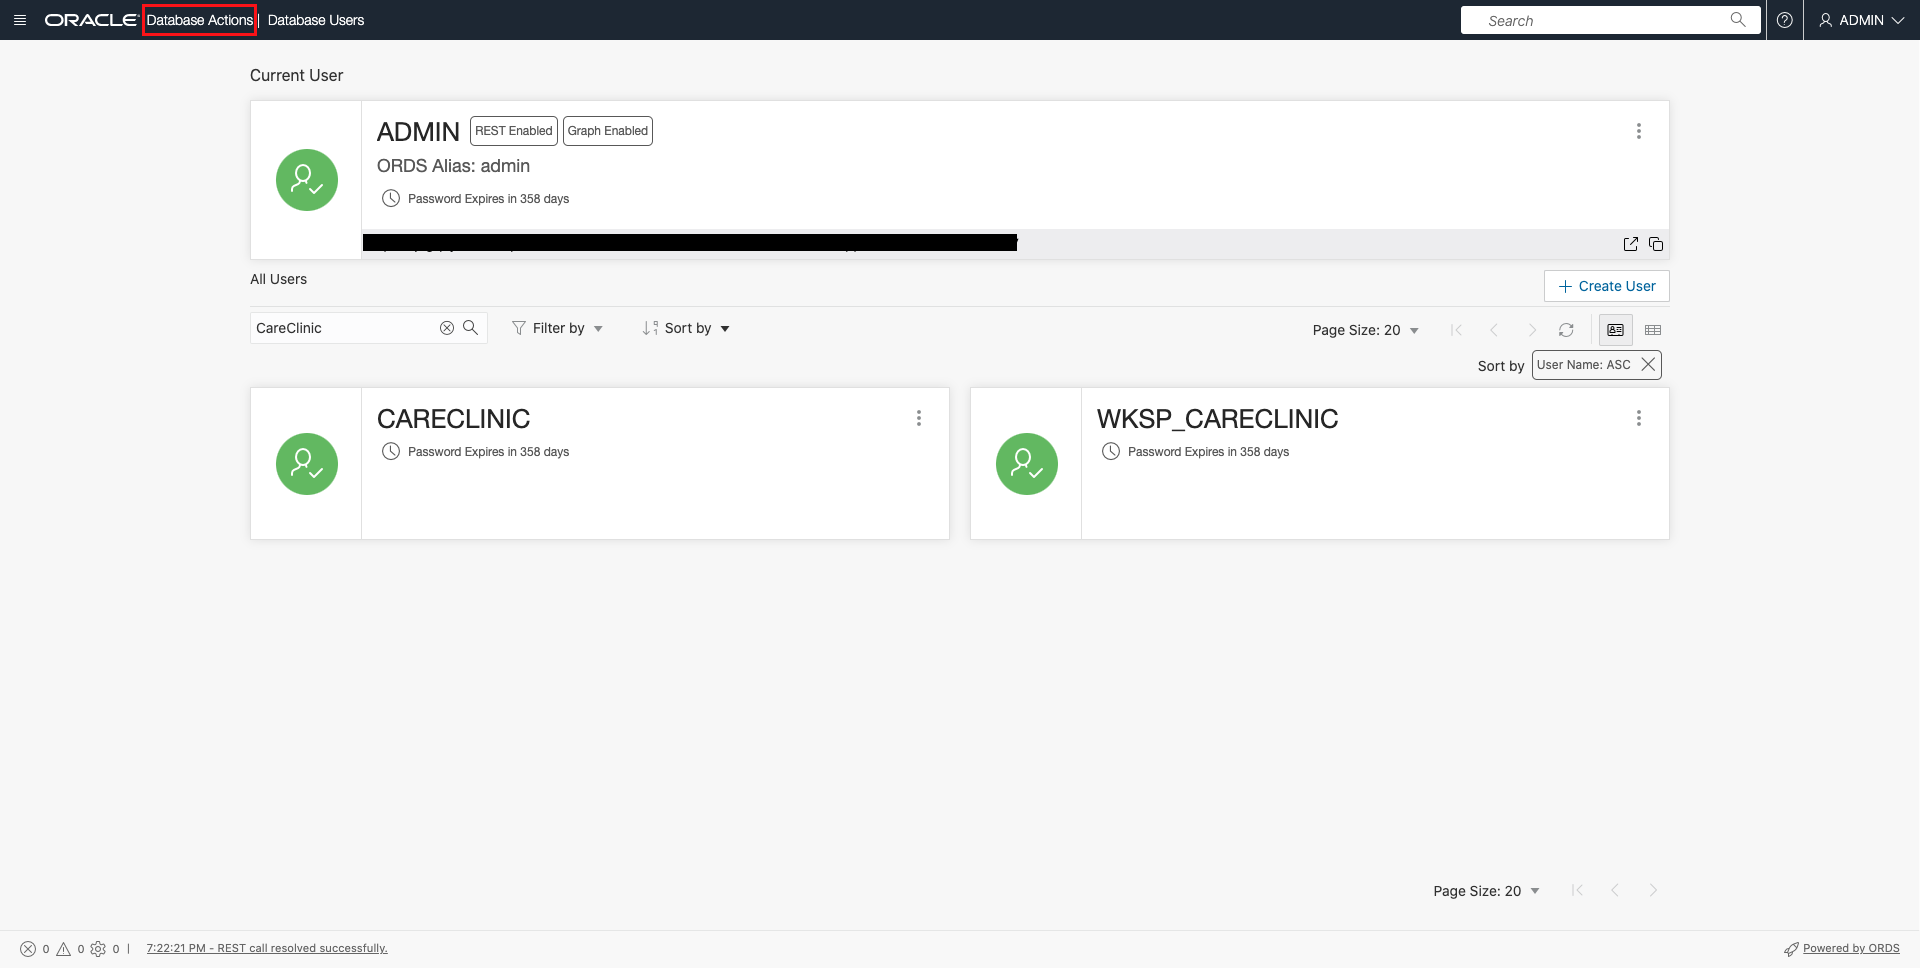 ORACLE Database Actions | Database Users Search ADMIN
Current User
ADMIN REST Enabled Graph Enabled
ORDS Alias: admin
Password Expires in 358 days
All Users
+ Create User
CareClinic Filter by Sort by Page Size: 20
Sort by User Name: ASC
CARECLINIC
Password Expires in 358 days
WKSP_CARECLINIC
Password Expires in 358 days
Page Size: 20
0 0 0 | 7:22:21 PM - REST call resolved successfully. Powered by ORDS